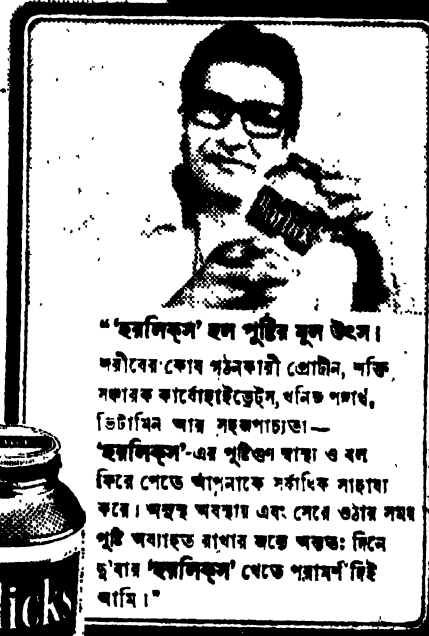 “‘হরলিক্‌স’ হল পুষ্টির মূল উৎস।
শরীরের কোষ গঠনকারী প্রোটীন, শক্তি
সঞ্চারক কার্বোহাইড্রেট্‌স, খনিজ পদার্থ,
ভিটামিন আর সহজপাচ্যতা—
‘হরলিক্‌স’-এর পুষ্টিগুণ স্বাস্থ্য ও বল
ফিরে পেতে আপনাকে সর্বাধিক সাহায্য
করে। অসুস্থ অবস্থায় এবং সেরে ওঠার সময়
পুষ্টি অব্যাহত রাখার জন্যে অন্ততঃ দিনে
দু'বার ‘হরলিক্‌স’ খেতে পরামর্শ দিই
আমি।”
licks